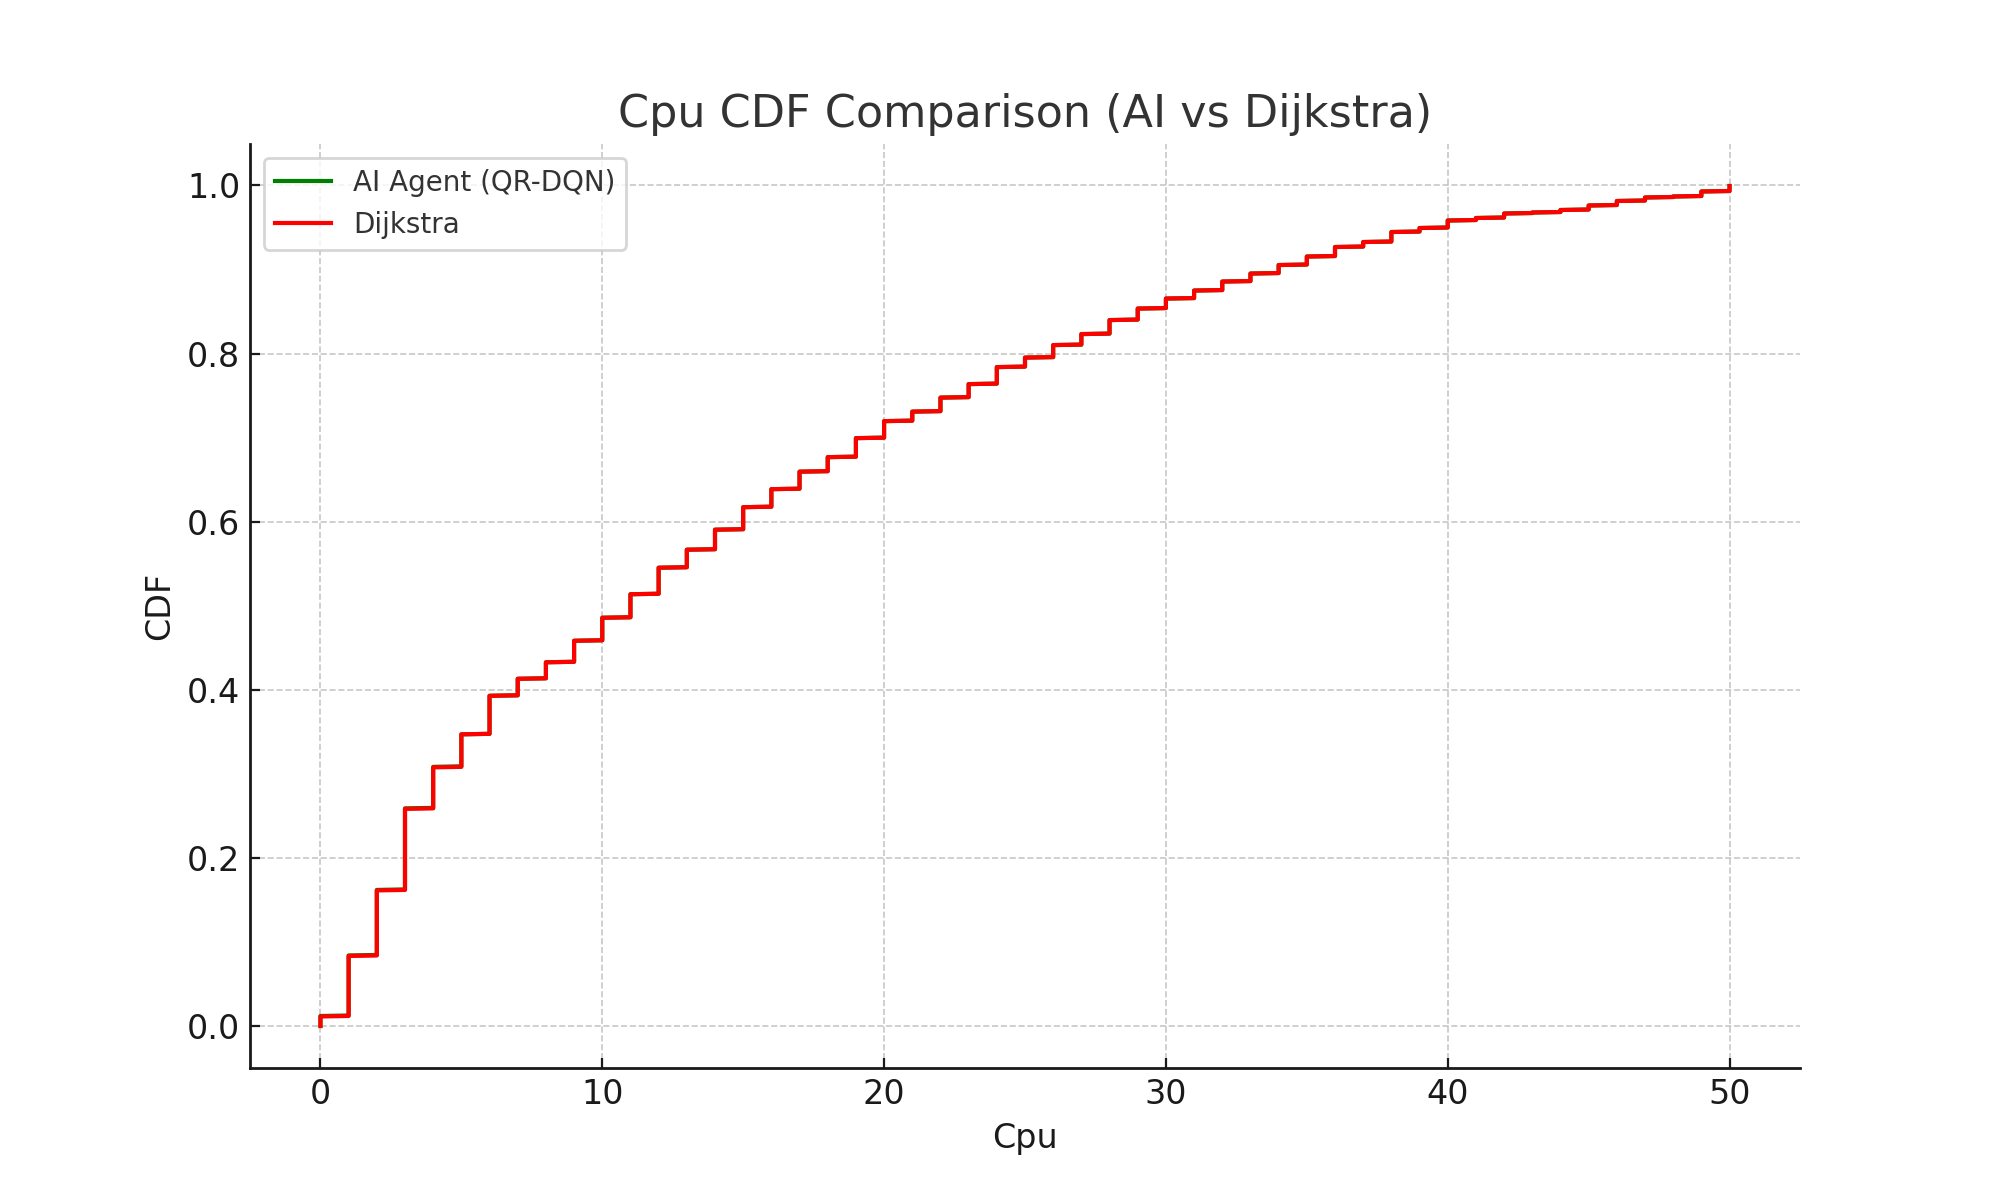 Cpu CDF Comparison (AI vs Dijkstra)
AI Agent (QR-DQN)
Dijkstra
1.0
0.8
0.6
0.4
0.2
0.0
CDF
0 10 20 30 40 50
Cpu